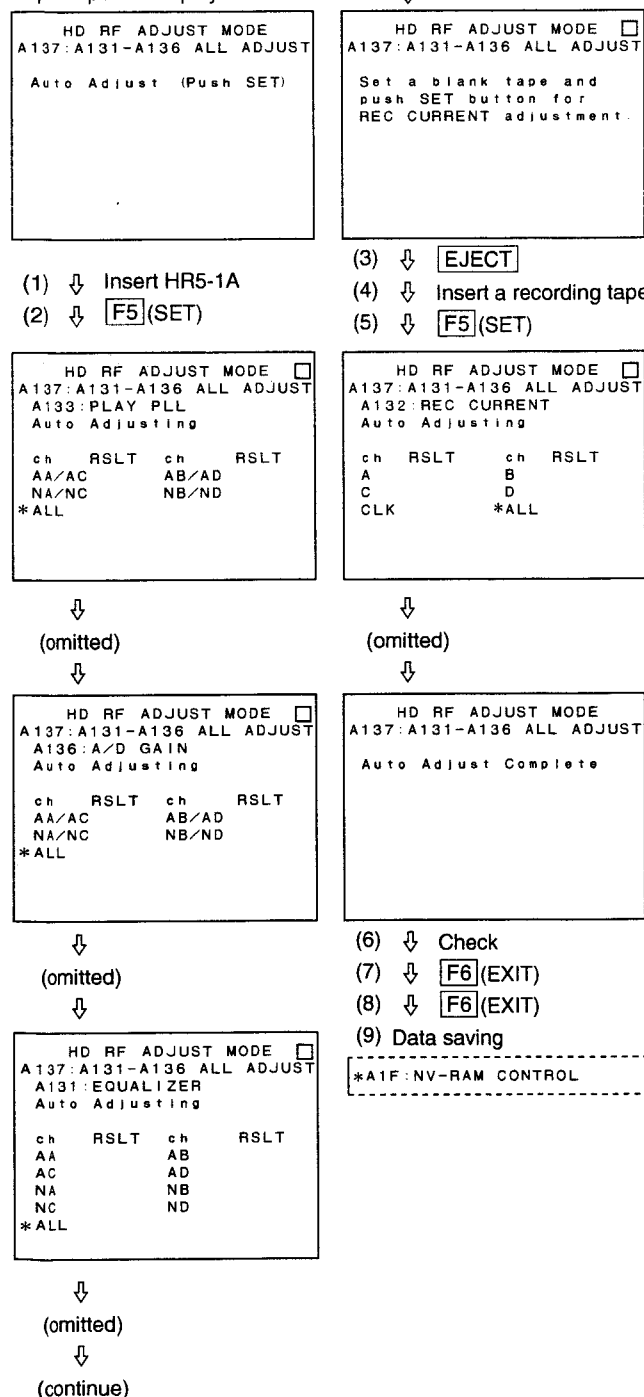 HD RF ADJUST MODE
A137:A131-A136 ALL ADJUST
Auto Adjust (Push SET)
(1) ⇩ Insert HR5-1A
(2) ⇩ F5 (SET)
HD RF ADJUST MODE □
A137:A131-A136 ALL ADJUST
A133:PLAY PLL
Auto Adjusting
ch RSLT ch RSLT
AA/AC AB/AD
NA/NC NB/ND
*ALL
⇩
(omitted)
⇩
HD RF ADJUST MODE □
A137:A131-A136 ALL ADJUST
A136:A/D GAIN
Auto Adjusting
ch RSLT ch RSLT
AA/AC AB/AD
NA/NC NB/ND
*ALL
⇩
(omitted)
⇩
HD RF ADJUST MODE □
A137:A131-A136 ALL ADJUST
A131:EQUALIZER
Auto Adjusting
ch RSLT ch RSLT
AA AB
AC AD
NA NB
NC ND
*ALL
⇩
(omitted)
⇩
(continue)
⇩
HD RF ADJUST MODE □
A137:A131-A136 ALL ADJUST
Set a blank tape and
push SET button for
REC CURRENT adjustment.
(3) ⇩ EJECT
(4) ⇩ Insert a recording tape
(5) ⇩ F5 (SET)
HD RF ADJUST MODE □
A137:A131-A136 ALL ADJUST
A132:REC CURRENT
Auto Adjusting
ch RSLT ch RSLT
A B
C D
CLK *ALL
⇩
(omitted)
⇩
HD RF ADJUST MODE
A137:A131-A136 ALL ADJUST
Auto Adjust Complete
(6) ⇩ Check
(7) ⇩ F6 (EXIT)
(8) ⇩ F6 (EXIT)
(9) Data saving
*A1F:NV-RAM CONTROL